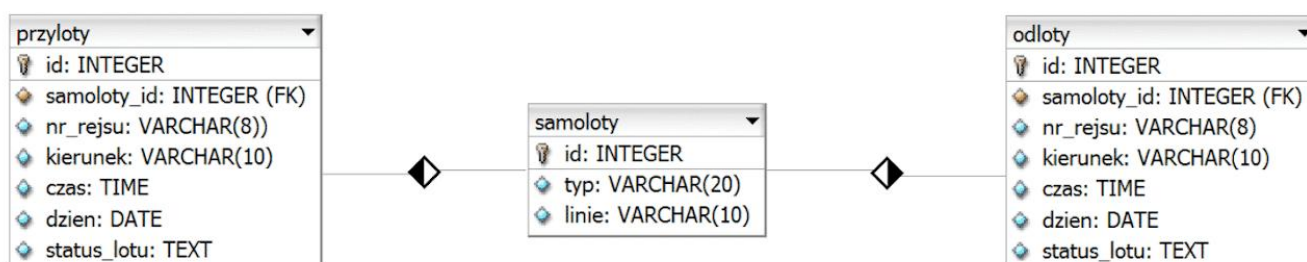 przyloty
id: INTEGER
samoloty_id: INTEGER (FK)
nr_rejsu: VARCHAR(8))
kierunek: VARCHAR(10)
czas: TIME
dzien: DATE
status_lotu: TEXT
samoloty
id: INTEGER
typ: VARCHAR(20)
linie: VARCHAR(10)
odloty
id: INTEGER
samoloty_id: INTEGER (FK)
nr_rejsu: VARCHAR(8)
kierunek: VARCHAR(10)
czas: TIME
dzien: DATE
status_lotu: TEXT